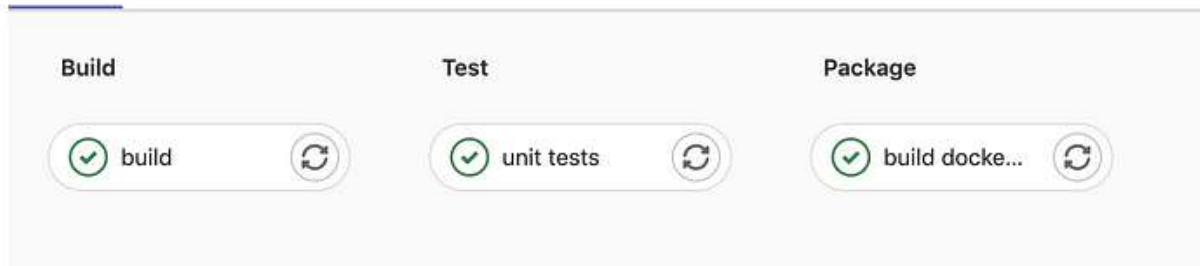 Build
Test
Package
build
unit tests
build docke...